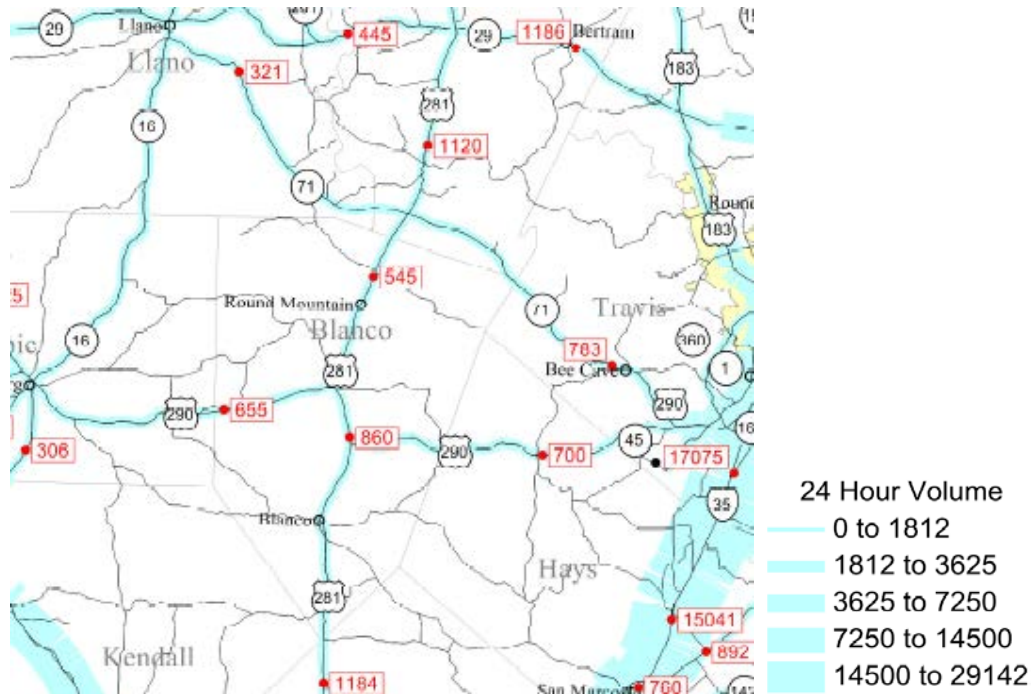 29
Llano
445
29
1186
Bertram
Llano
321
183
281
16
1120
71
Round
183
545
Round Mountain
Blanco
71
Travis
16
360
783
1
281
Bee Cave
290
290
655
306
860
290
700
45
16
17075
35
Blanco
Hays
281
15041
892
Kendall
1184
San Marco
760
24 Hour Volume
0 to 1812
1812 to 3625
3625 to 7250
7250 to 14500
14500 to 29142